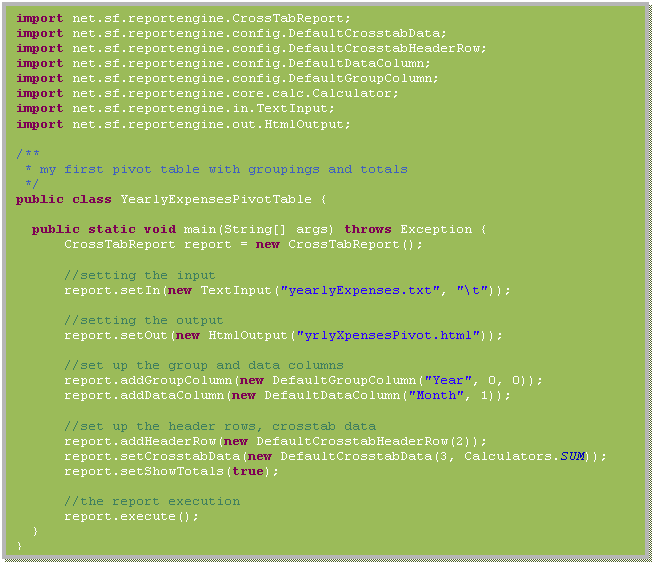 import net.sf.reportengine.CrossTabReport;
import net.sf.reportengine.config.DefaultCrosstabData;
import net.sf.reportengine.config.DefaultCrosstabHeaderRow;
import net.sf.reportengine.config.DefaultDataColumn;
import net.sf.reportengine.config.DefaultGroupColumn;
import net.sf.reportengine.core.calc.Calculator;
import net.sf.reportengine.in.TextInput;
import net.sf.reportengine.out.HtmlOutput;
/**
 * my first pivot table with groupings and totals
 */
public class YearlyExpensesPivotTable {
  public static void main(String[] args) throws Exception {
      CrossTabReport report = new CrossTabReport();
      //setting the input
      report.setIn(new TextInput("yearlyExpenses.txt", "\t"));
      //setting the output
      report.setOut(new HtmlOutput("yrlyXpensesPivot.html"));
      //set up the group and data columns
      report.addGroupColumn(new DefaultGroupColumn("Year", 0, 0));
      report.addDataColumn(new DefaultDataColumn("Month", 1));
      //set up the header rows, crosstab data
      report.addHeaderRow(new DefaultCrosstabHeaderRow(2));
      report.setCrosstabData(new DefaultCrosstabData(3, Calculators.SUM));
      report.setShowTotals(true);
      //the report execution
      report.execute();
  }
}